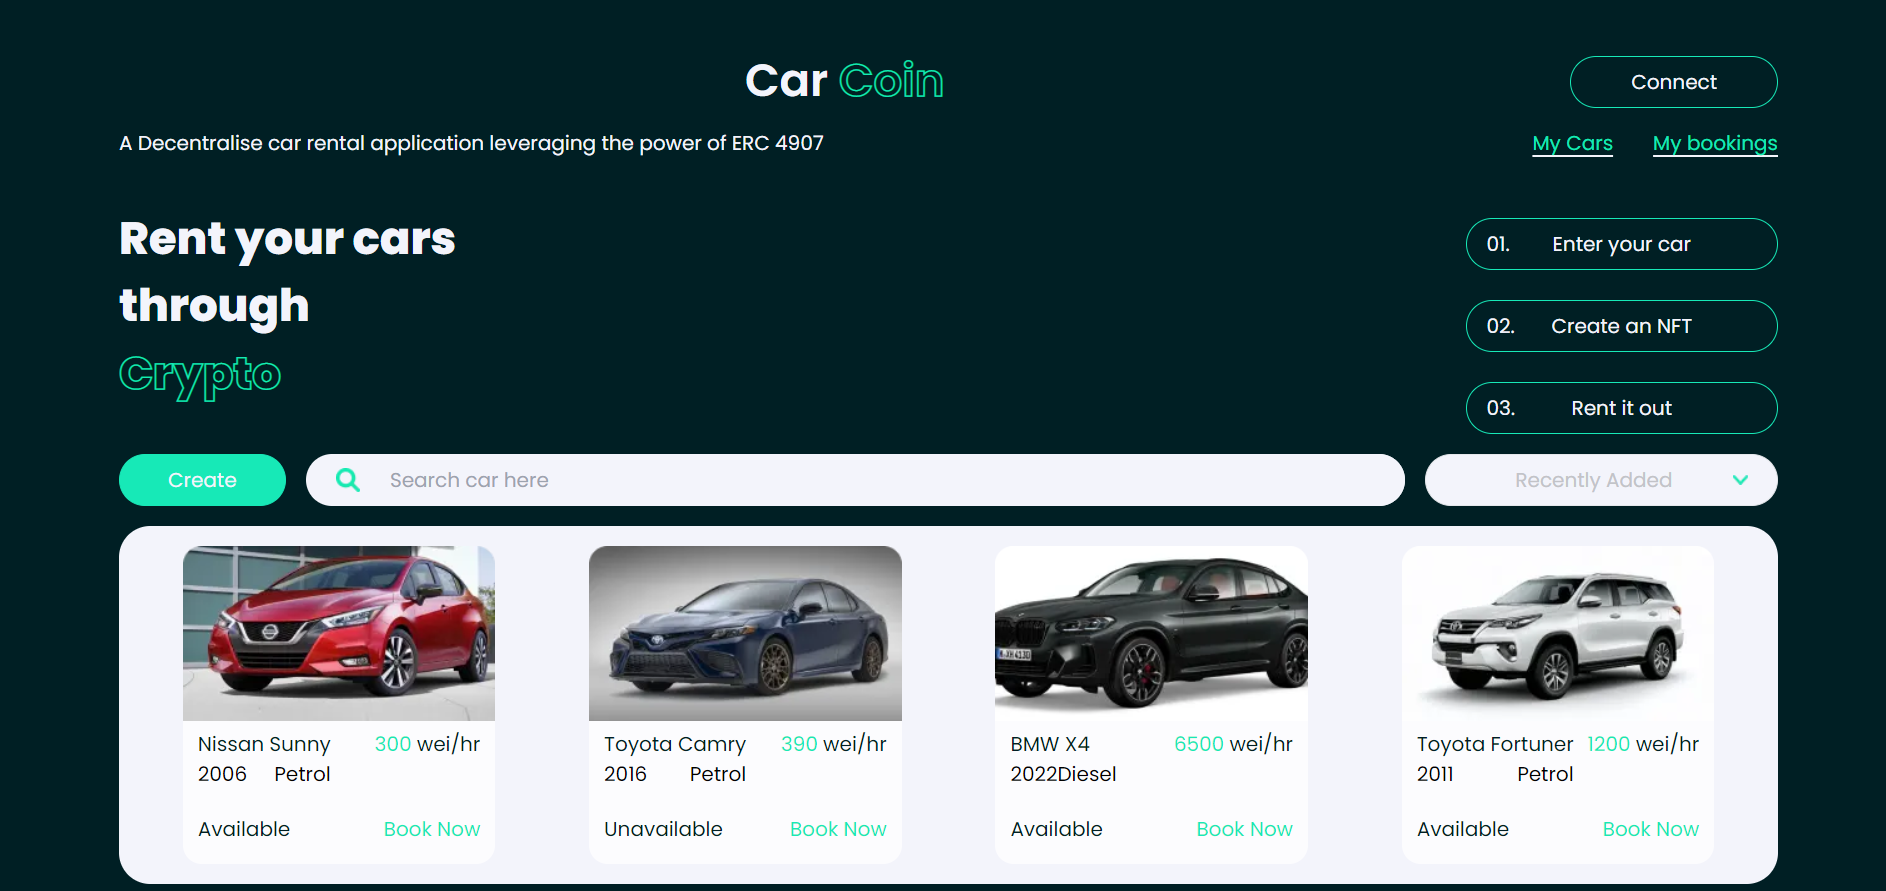 Car Coin
Connect
A Decentralise car rental application leveraging the power of ERC 4907
My Cars
My bookings
Rent your cars
through
Crypto
01. Enter your car
02. Create an NFT
03. Rent it out
Create
Search car here
Recently Added
Nissan Sunny 300 wei/hr
2006 Petrol
Available Book Now
Toyota Camry 390 wei/hr
2016 Petrol
Unavailable Book Now
BMW X4 6500 wei/hr
2022Diesel
Available Book Now
Toyota Fortuner 1200 wei/hr
2011 Petrol
Available Book Now